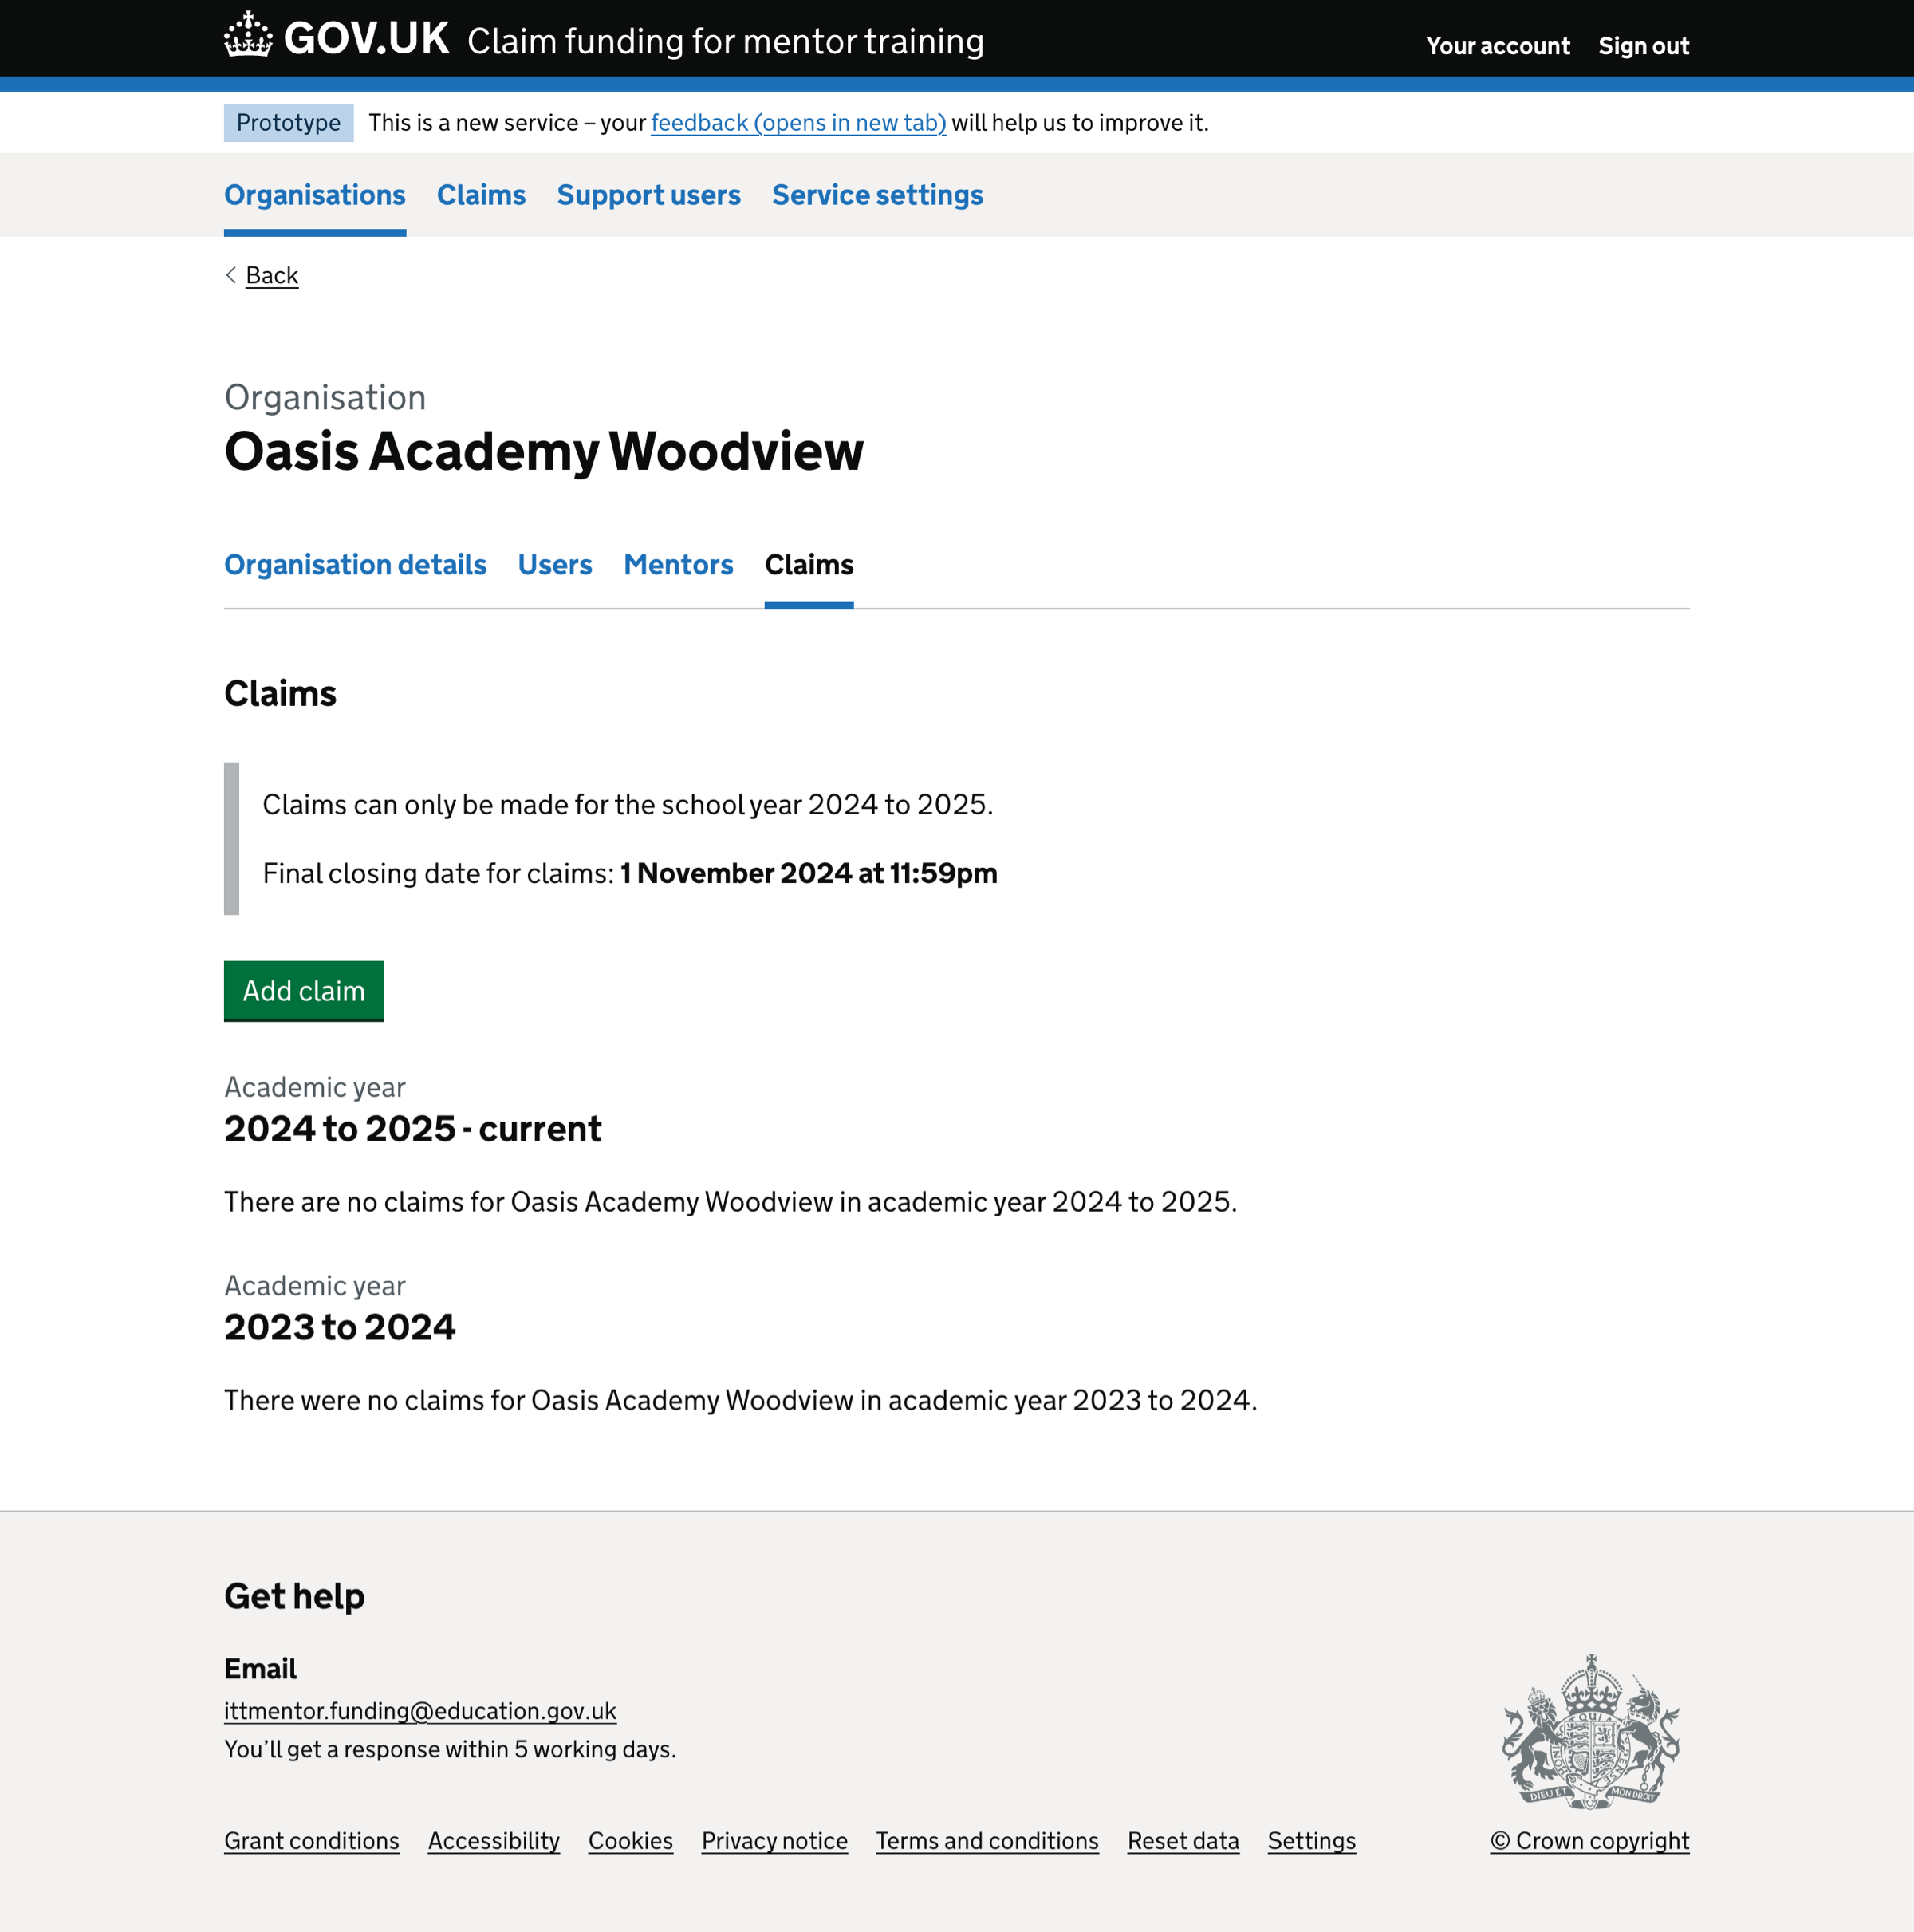 GOV.UK Claim funding for mentor training
Your account Sign out
Prototype This is a new service – your feedback (opens in new tab) will help us to improve it.
Organisations Claims Support users Service settings
Back
Organisation
Oasis Academy Woodview
Organisation details Users Mentors Claims
Claims
Claims can only be made for the school year 2024 to 2025.
Final closing date for claims: 1 November 2024 at 11:59pm
Add claim
Academic year
2024 to 2025 - current
There are no claims for Oasis Academy Woodview in academic year 2024 to 2025.
Academic year
2023 to 2024
There were no claims for Oasis Academy Woodview in academic year 2023 to 2024.
Get help
Email
ittmentor.funding@education.gov.uk
You’ll get a response within 5 working days.
DIEU ET MON DROIT
Grant conditions Accessibility Cookies Privacy notice Terms and conditions Reset data Settings
© Crown copyright